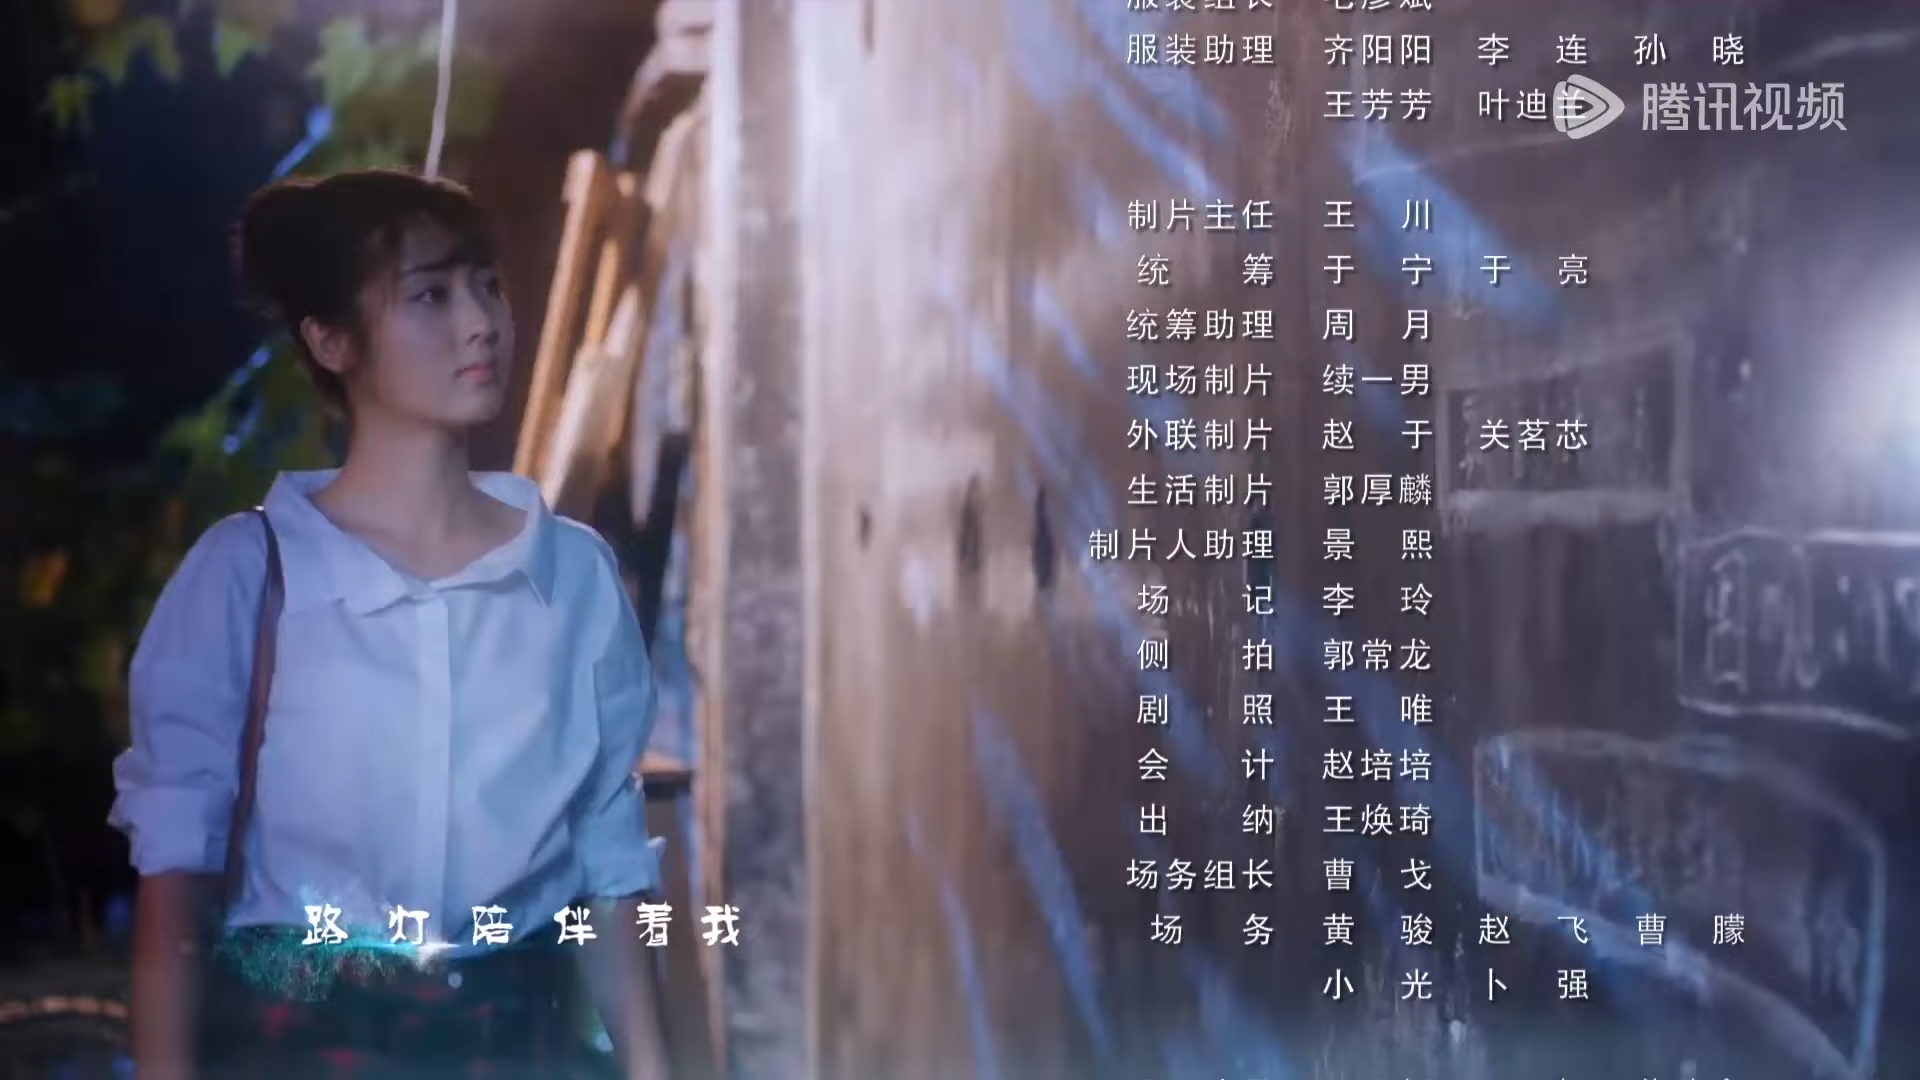 服装助理 齐阳阳 李连 孙晓
王芳芳 叶迪兰
腾讯视频
制片主任 王川
统筹 于宁 于亮
统筹助理 周月
现场制片 续一男
外联制片 赵于 关茗芯
生活制片 郭厚麟
制片人助理 景熙
场记 李玲
侧拍 郭常龙
剧照 王唯
会计 赵培培
出纳 王焕琦
场务组长 曹戈
路灯陪伴着我
场务 黄骏 赵飞 曹朦
小光 卜强